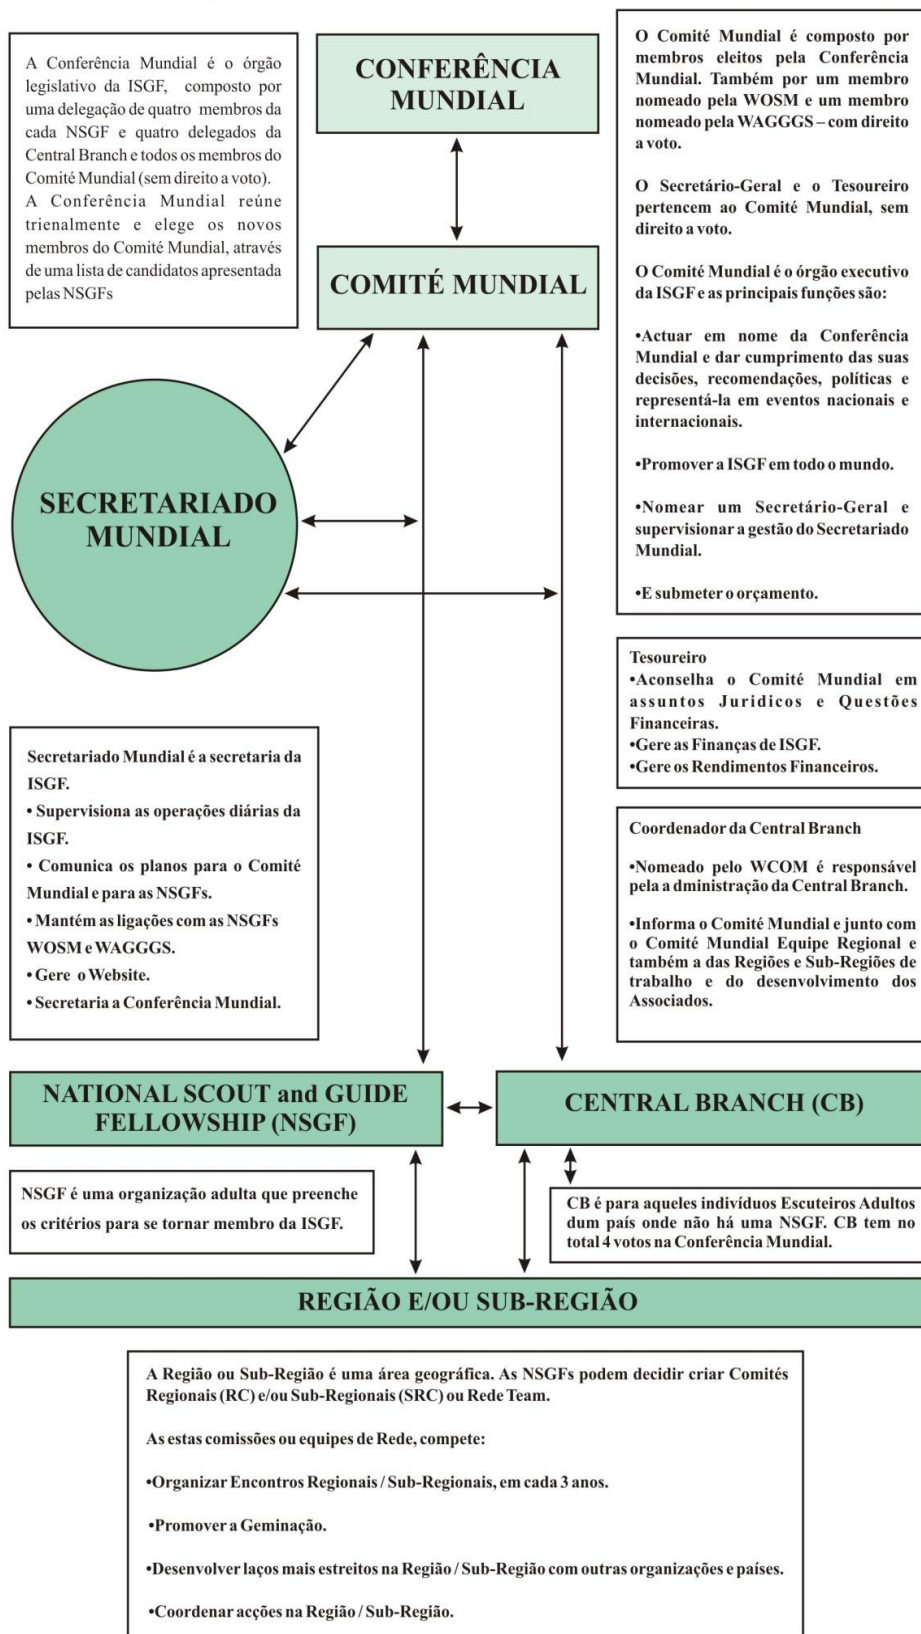 A Conferência Mundial é o órgão
legislativo da ISGF, composto por
uma delegação de quatro membros da
cada NSGF e quatro delegados da
Central Branch e todos os membros do
Comité Mundial (sem direito a voto).
A Conferência Mundial reúne
trienalmente e elege os novos
membros do Comité Mundial, através
de uma lista de candidatos apresentada
pelas NSGFs
CONFERÊNCIA
MUNDIAL
COMITÉ MUNDIAL
O Comité Mundial é composto por
membros eleitos pela Conferência
Mundial. Também por um membro
nomeado pela WOSM e um membro
nomeado pela WAGGGS – com direito
a voto.
O Secretário-Geral e o Tesoureiro
pertencem ao Comité Mundial, sem
direito a voto.
O Comité Mundial é o órgão executivo
da ISGF e as principais funções são:
•Actuar em nome da Conferência
Mundial e dar cumprimento das suas
decisões, recomendações, políticas e
representá-la em eventos nacionais e
internacionais.
•Promover a ISGF em todo o mundo.
•Nomear um Secretário-Geral e
supervisionar a gestão do Secretariado
Mundial.
•E submeter o orçamento.
SECRETARIADO
MUNDIAL
Tesoureiro
•Aconselha o Comité Mundial em
assuntos Juridicos e Questões
Financeiras.
•Gere as Finanças de ISGF.
•Gere os Rendimentos Financeiros.
Secretariado Mundial é a secretaria da
ISGF.
• Supervisiona as operações diárias da
ISGF.
• Comunica os planos para o Comité
Mundial e para as NSGFs.
• Mantém as ligações com as NSGFs
WOSM e WAGGGS.
• Gere o Website.
• Secretaria a Conferência Mundial.
Coordenador da Central Branch
•Nomeado pelo WCOM é responsável
pela a dministração da Central Branch.
•Informa o Comité Mundial e junto com
o Comité Mundial Equipe Regional e
também a das Regiões e Sub-Regiões de
trabalho e do desenvolvimento dos
Associados.
NATIONAL SCOUT and GUIDE
FELLOWSHIP (NSGF)
CENTRAL BRANCH (CB)
NSGF é uma organização adulta que preenche
os critérios para se tornar membro da ISGF.
CB é para aqueles indivíduos Escuteiros Adultos
dum país onde não há uma NSGF. CB tem no
total 4 votos na Conferência Mundial.
REGIÃO E/OU SUB-REGIÃO
A Região ou Sub-Região é uma área geográfica. As NSGFs podem decidir criar Comités
Regionais (RC) e/ou Sub-Regionais (SRC) ou Rede Team.
As estas comissões ou equipes de Rede, compete:
•Organizar Encontros Regionais / Sub-Regionais, em cada 3 anos.
•Promover a Geminação.
•Desenvolver laços mais estreitos na Região / Sub-Região com outras organizações e países.
•Coordenar acções na Região / Sub-Região.